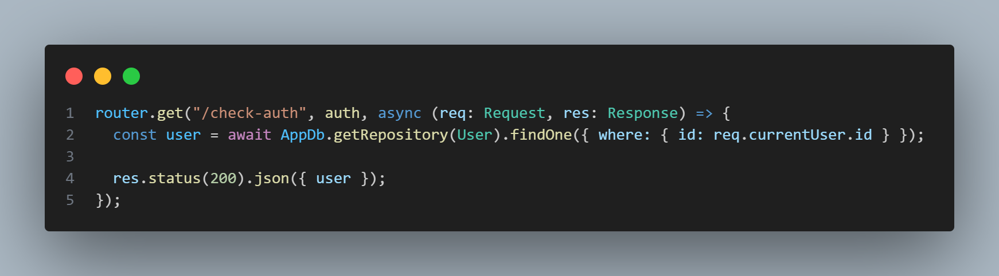 1 router.get("/check-auth", auth, async (req: Request, res: Response) => {
2   const user = await AppDb.getRepository(User).findOne({ where: { id: req.currentUser.id } });
3
4   res.status(200).json({ user });
5 });